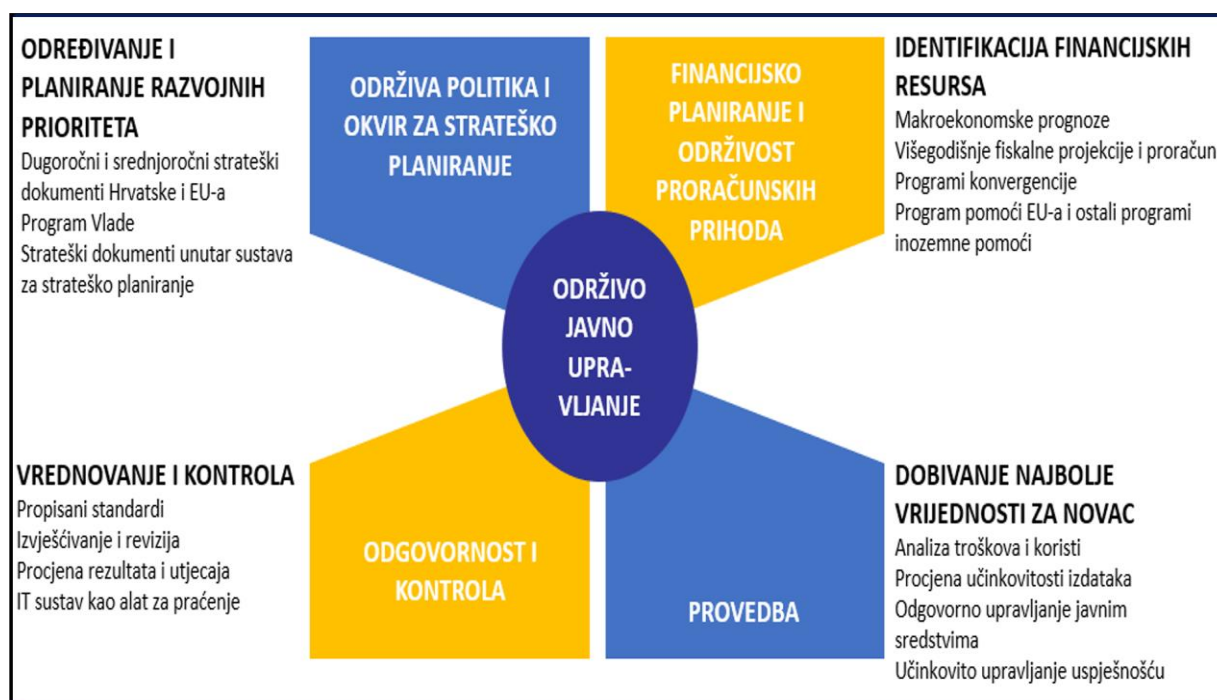 ODREĐIVANJE I
PLANIRANJE RAZVOJNIH
PRIORITETA
Dugoročni i srednjoročni strateški
dokumenti Hrvatske i EU-a
Program Vlade
Strateški dokumenti unutar sustava
za strateško planiranje
ODRŽIVA POLITIKA I
OKVIR ZA STRATEŠKO
PLANIRANJE
FINANCIJSKO
PLANIRANJE I
ODRŽIVOST
PRORAČUNSKIH
PRIHODA
IDENTIFIKACIJA FINANCIJSKIH
RESURSA
Makroekonomske prognoze
Višegodišnje fiskalne projekcije i proračun
Programi konvergencije
Program pomoći EU-a i ostali programi
inozemne pomoći
ODRŽIVO
JAVNO
UPRA-
VLJANJE
VREDNOVANJE I KONTROLA
Propisani standardi
Izvješćivanje i revizija
Procjena rezultata i utjecaja
IT sustav kao alat za praćenje
ODGOVORNOST I
KONTROLA
PROVEDBA
DOBIVANJE NAJBOLJE
VRIJEDNOSTI ZA NOVAC
Analiza troškova i koristi
Procjena učinkovitosti izdataka
Odgovorno upravljanje javnim
sredstvima
Učinkovito upravljanje uspješnošću